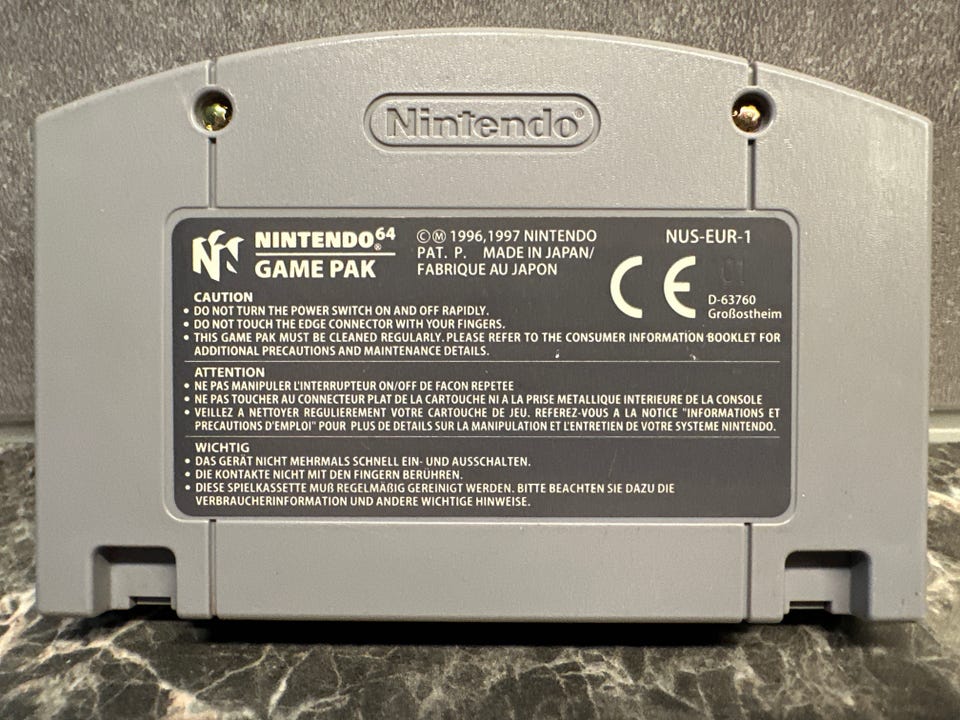 Nintendo®
NINTENDO⁶⁴®
GAME PAK
©Ⓜ 1996,1997 NINTENDO
PAT. P. MADE IN JAPAN/
FABRIQUE AU JAPON
NUS-EUR-1
CE
01
D-63760
Großostheim
CAUTION
• DO NOT TURN THE POWER SWITCH ON AND OFF RAPIDLY.
• DO NOT TOUCH THE EDGE CONNECTOR WITH YOUR FINGERS.
• THIS GAME PAK MUST BE CLEANED REGULARLY. PLEASE REFER TO THE CONSUMER INFORMATION BOOKLET FOR
ADDITIONAL PRECAUTIONS AND MAINTENANCE DETAILS.
ATTENTION
• NE PAS MANIPULER L'INTERRUPTEUR ON/OFF DE FACON REPETEE
• NE PAS TOUCHER AU CONNECTEUR PLAT DE LA CARTOUCHE NI A LA PRISE METALLIQUE INTERIEURE DE LA CONSOLE
• VEILLEZ A NETTOYER REGULIEREMENT VOTRE CARTOUCHE DE JEU. REFEREZ-VOUS A LA NOTICE "INFORMATIONS ET
PRECAUTIONS D'EMPLOI" POUR PLUS DE DETAILS SUR LA MANIPULATION ET L'ENTRETIEN DE VOTRE SYSTEME NINTENDO.
WICHTIG
• DAS GERÄT NICHT MEHRMALS SCHNELL EIN- UND AUSSCHALTEN.
• DIE KONTAKTE NICHT MIT DEN FINGERN BERÜHREN.
• DIESE SPIELKASSETTE MUß REGELMÄßIG GEREINIGT WERDEN. BITTE BEACHTEN SIE DAZU DIE
VERBRAUCHERINFORMATION UND ANDERE WICHTIGE HINWEISE.